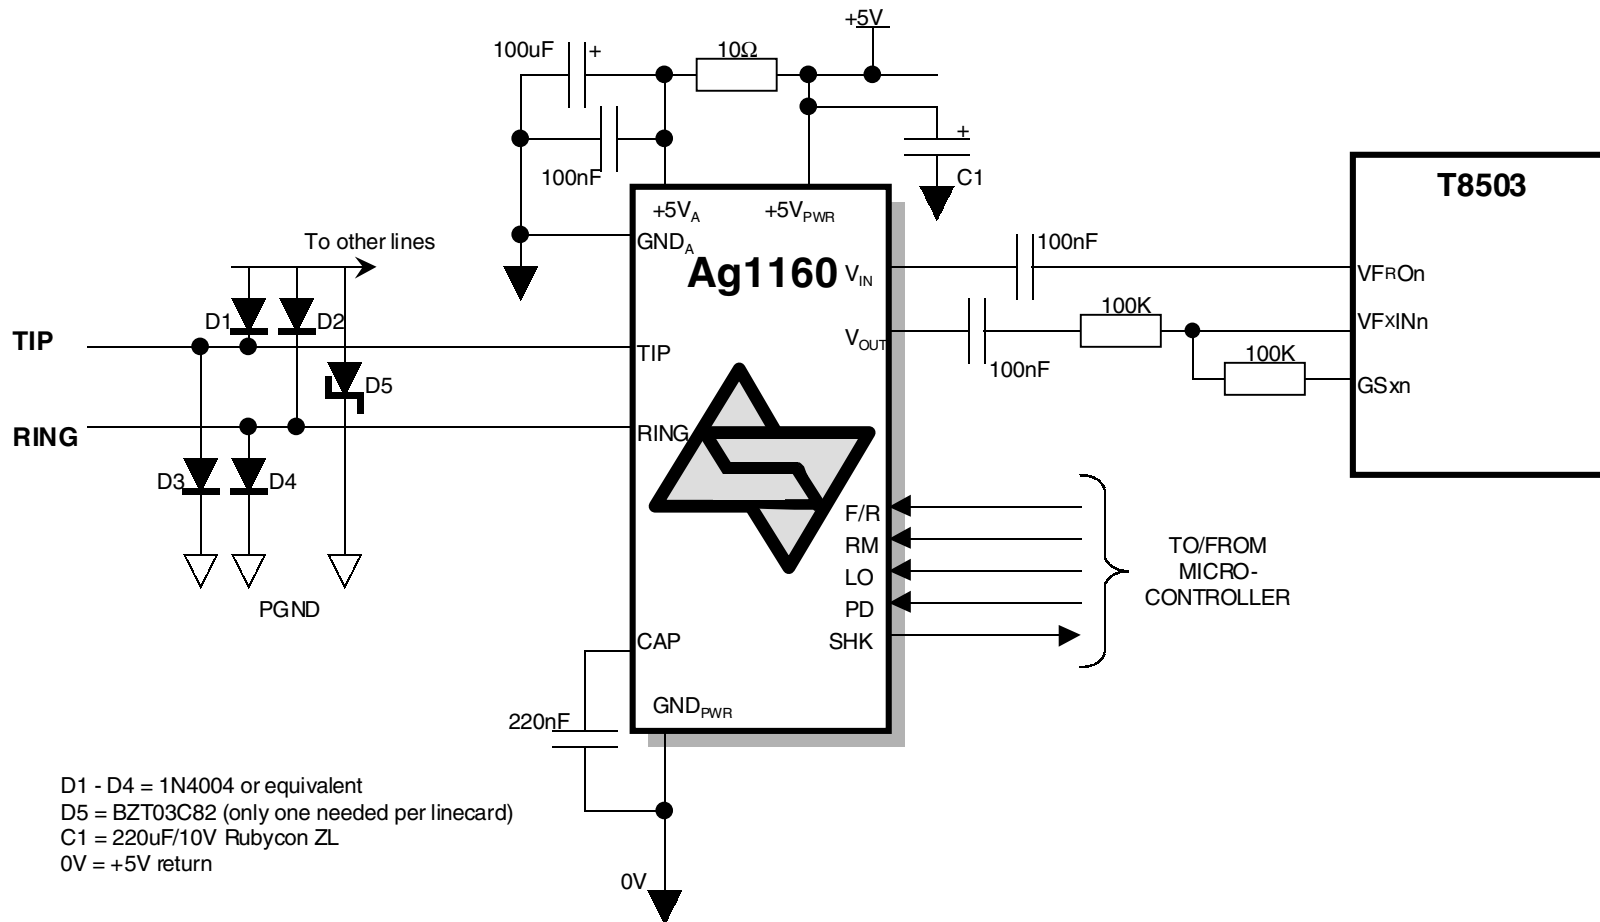 +5V
100uF
+
10Ω
+
100nF
C1
T8503
+5VA
+5VPWR
To other lines
GNDA
Ag1160
VIN
100nF
VFROn
D1
D2
100K
VFXINn
TIP
TIP
VOUT
100nF
100K
GSxn
D5
RING
RING
D3
D4
F/R
RM
LO
PD
SHK
TO/FROM
MICRO-
CONTROLLER
PGND
CAP
GNDPWR
220nF
D1 - D4 = 1N4004 or equivalent
D5 = BZT03C82 (only one needed per linecard)
C1 = 220uF/10V Rubycon ZL
0V = +5V return
0V